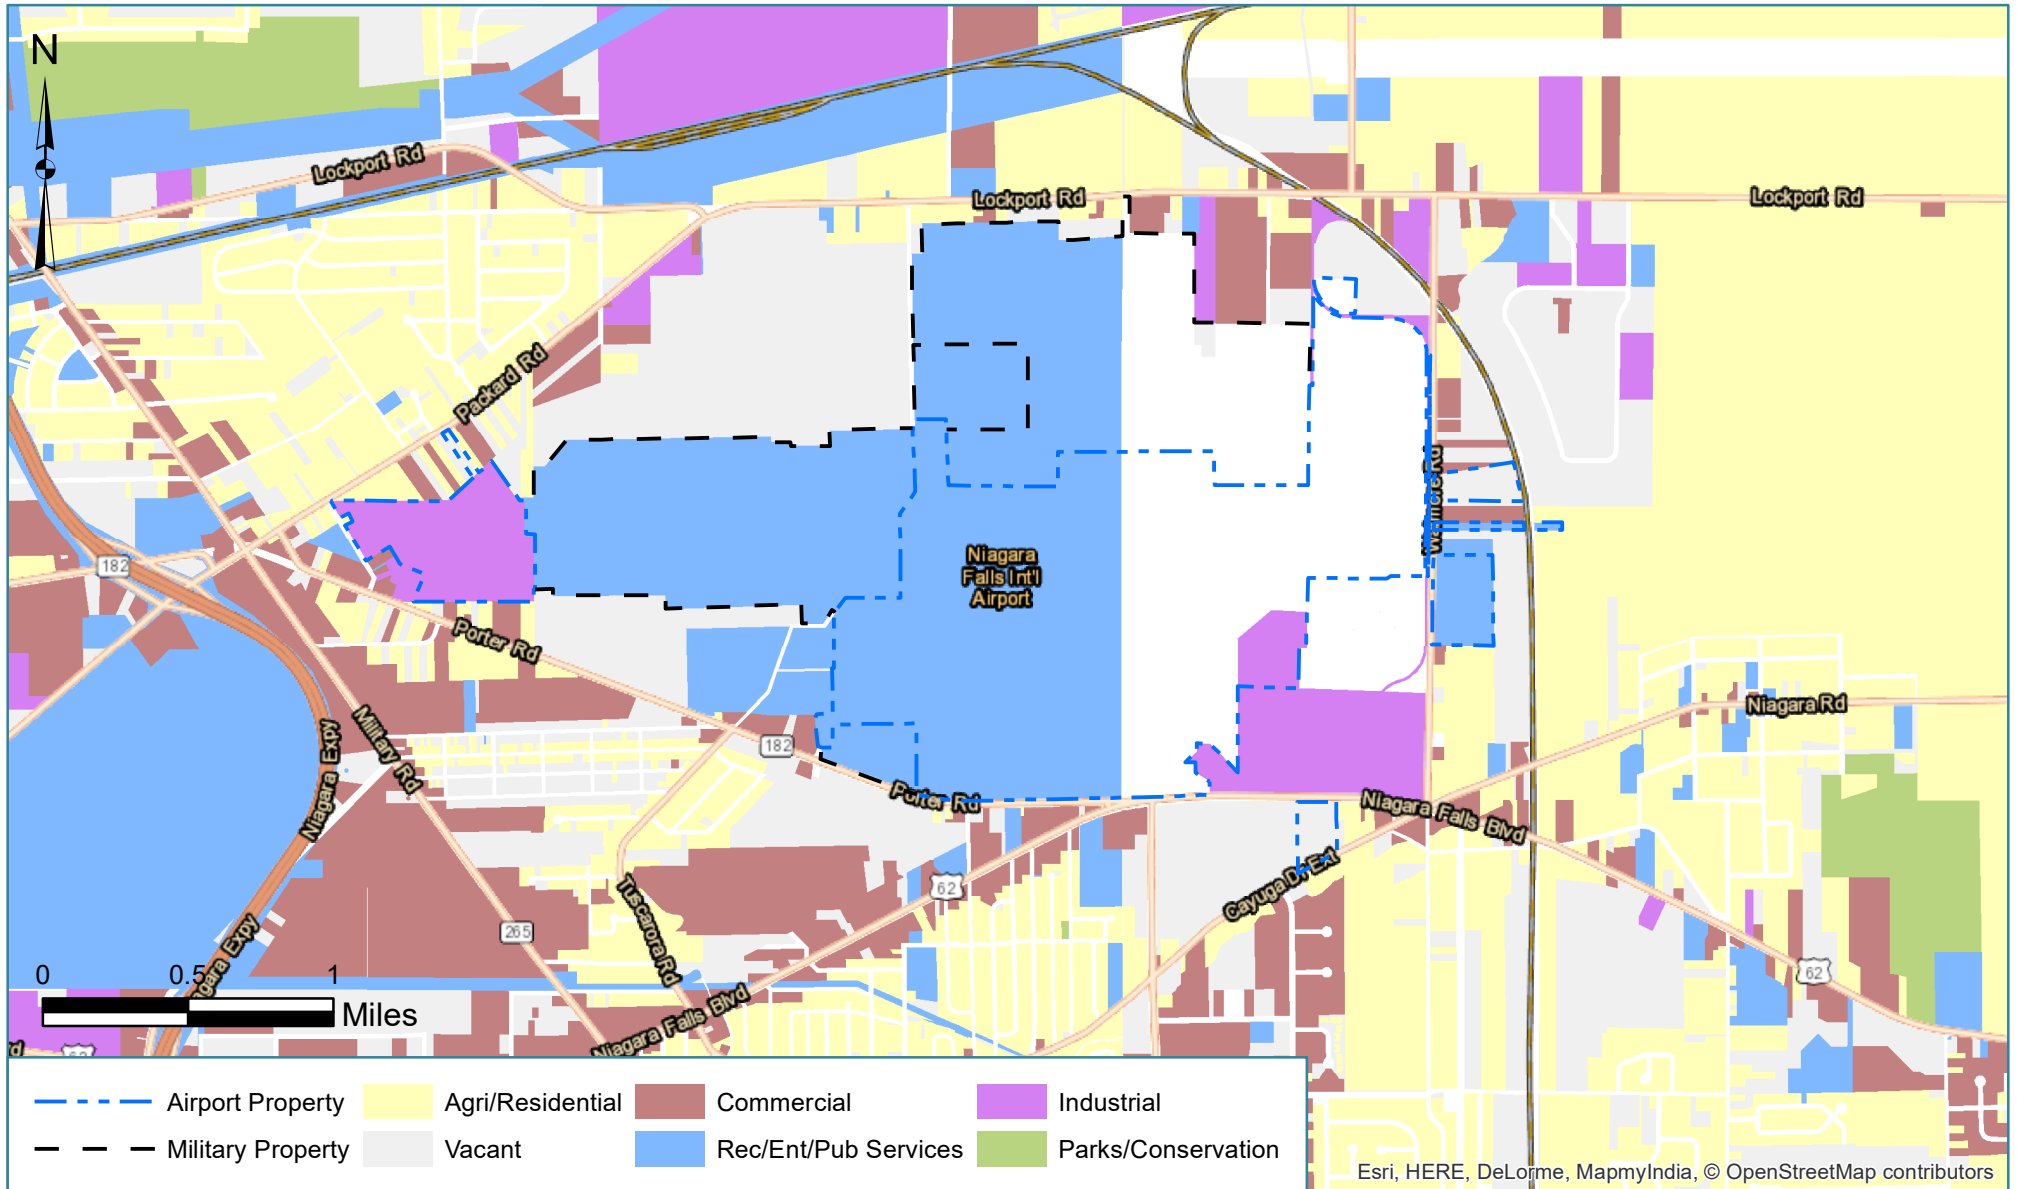 N
Lockport Rd
Lockport Rd
Lockport Rd
Packard Rd
182
Niagara
Falls Int'l
Airport
Porter Rd
Military Rd
Niagara Expy
182
Porter Rd
Niagara Rd
Niagara Falls Blvd
62
Cayuga Dr Ext
Tuscarora Rd
265
62
Niagara Falls Blvd
0 0.5 1
Miles
Airport Property
Agri/Residential
Commercial
Industrial
Military Property
Vacant
Rec/Ent/Pub Services
Parks/Conservation
Esri, HERE, DeLorme, MapmyIndia, © OpenStreetMap contributors